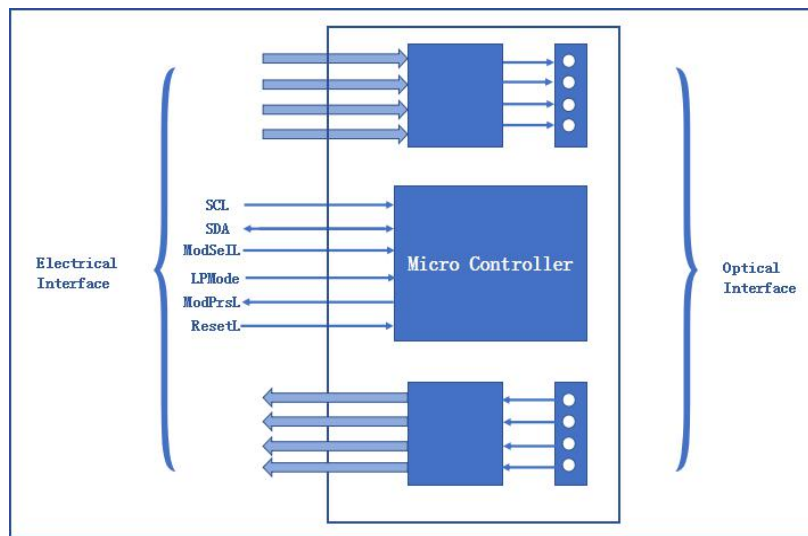 SCL
SDA
ModSelL
Micro Controller
Electrical
Interface
LPMode
Optical
Interface
ModPrsL
ResetL